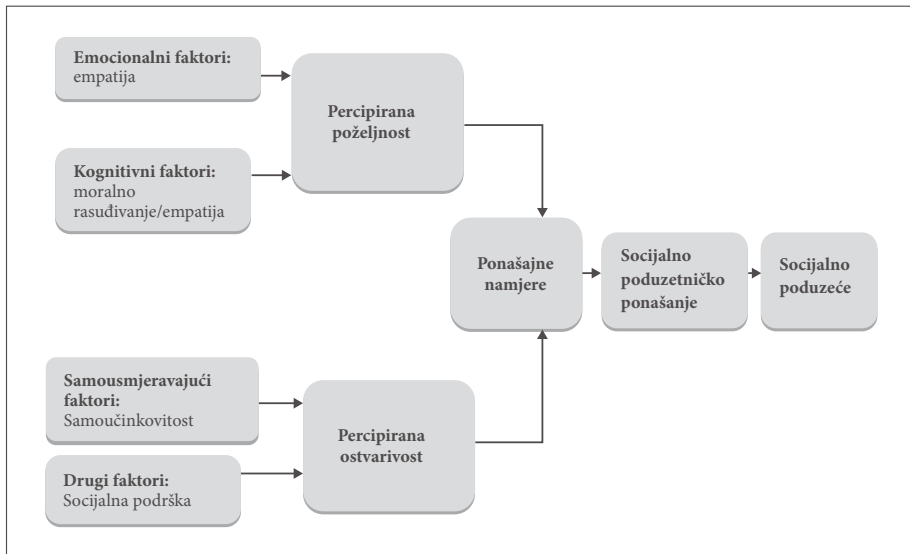 Emocionalni faktori:
empatija
Percipirana
poželjnost
Kognitivni faktori:
moralno
rasuđivanje/empatija
Ponašajne
namjere
Socijalno
poduzetničko
ponašanje
Socijalno
poduzeće
Samousmjeravajući
faktori:
Samoučinkovitost
Percipirana
ostvarivost
Drugi faktori:
Socijalna podrška